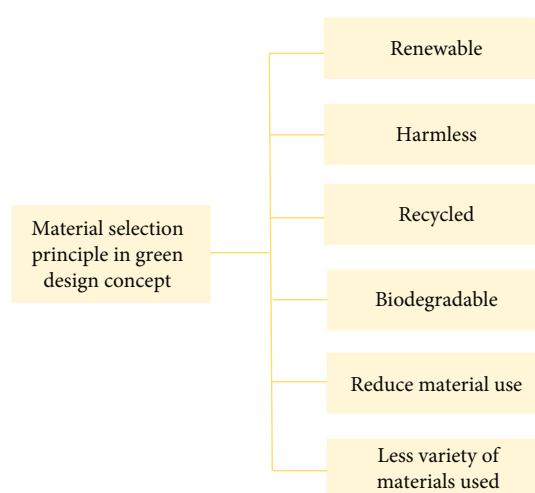 Renewable
Harmless
Recycled
Material selection
principle in green
design concept
Biodegradable
Reduce material use
Less variety of
materials used